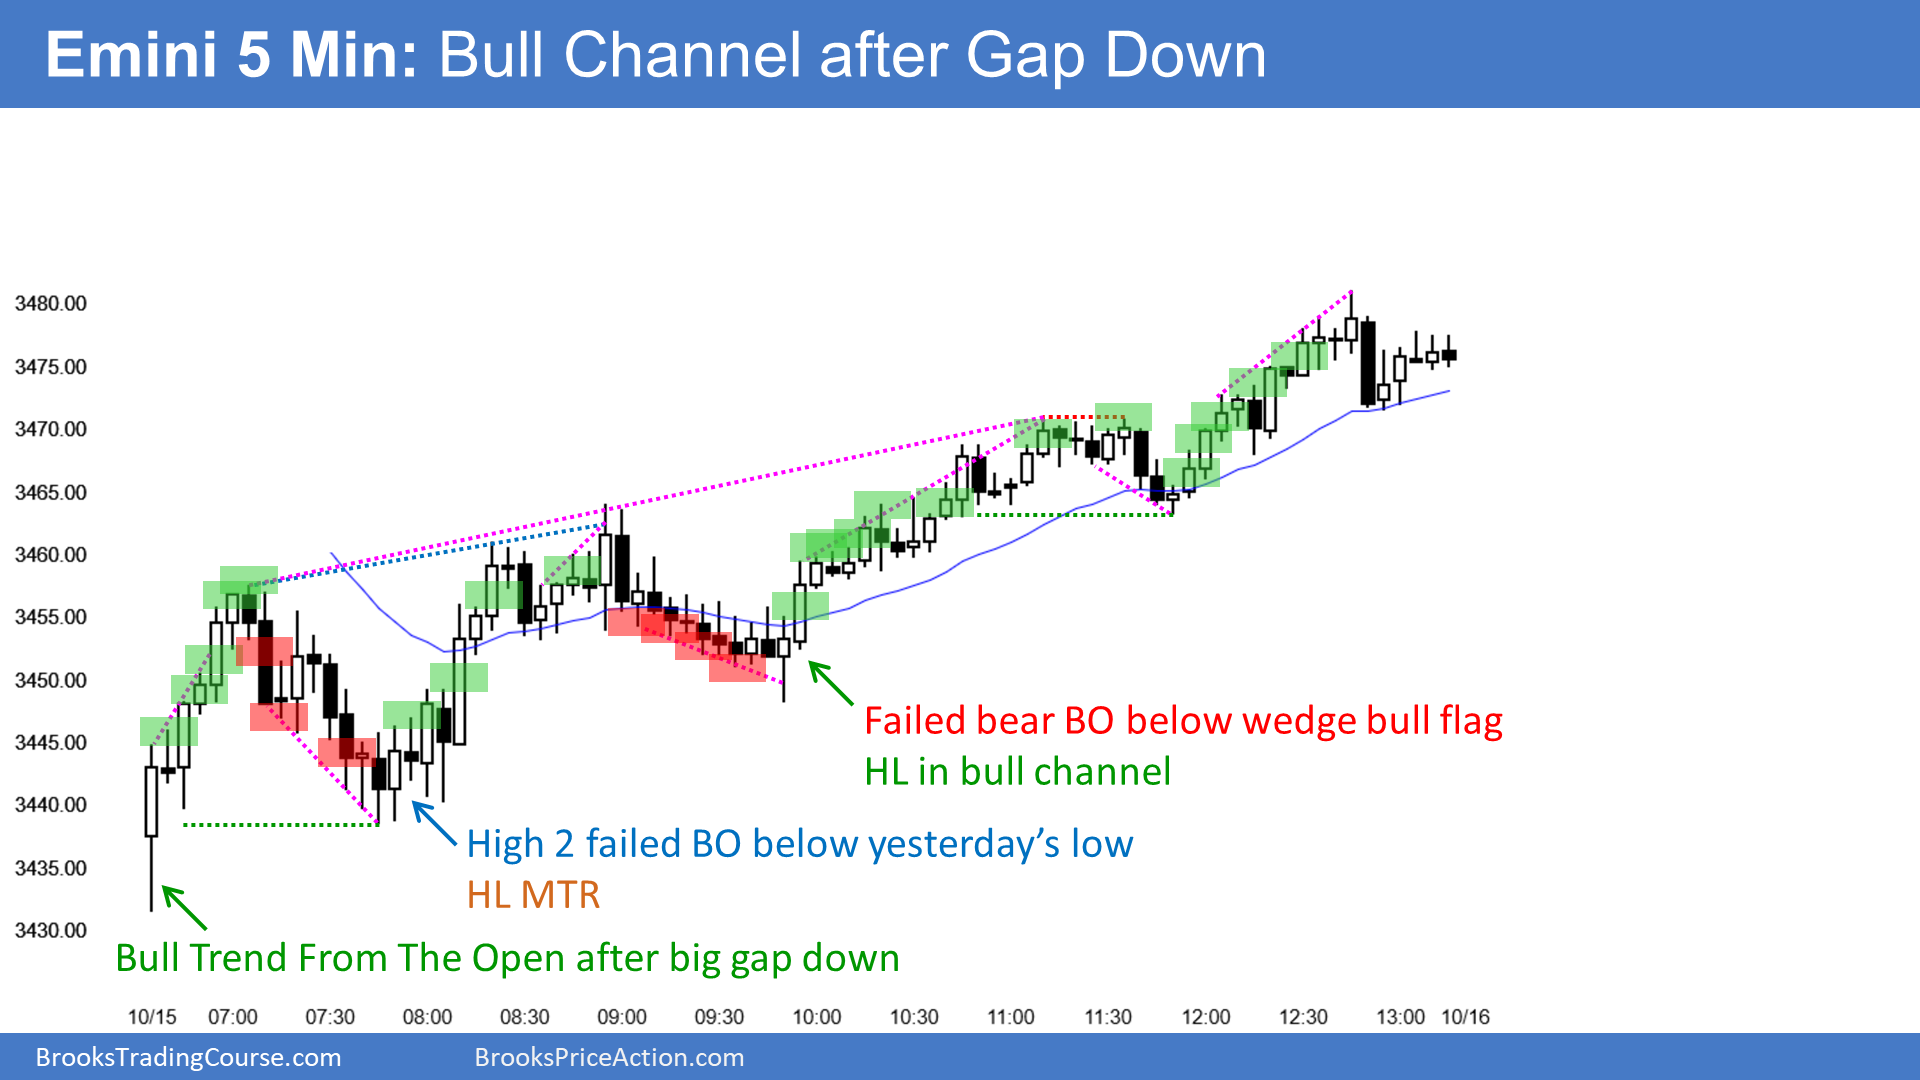 Emini 5 Min: Bull Channel after Gap Down
3480.00
3475.00
3470.00
3465.00
3460.00
3455.00
3450.00
3445.00
3440.00
3435.00
3430.00
Failed bear BO below wedge bull flag
HL in bull channel
High 2 failed BO below yesterday’s low
HL MTR
Bull Trend From The Open after big gap down
10/15 07:00 07:30 08:00 08:30 09:00 09:30 10:00 10:30 11:00 11:30 12:00 12:30 13:00 10/16
BrooksTradingCourse.com BrooksPriceAction.com